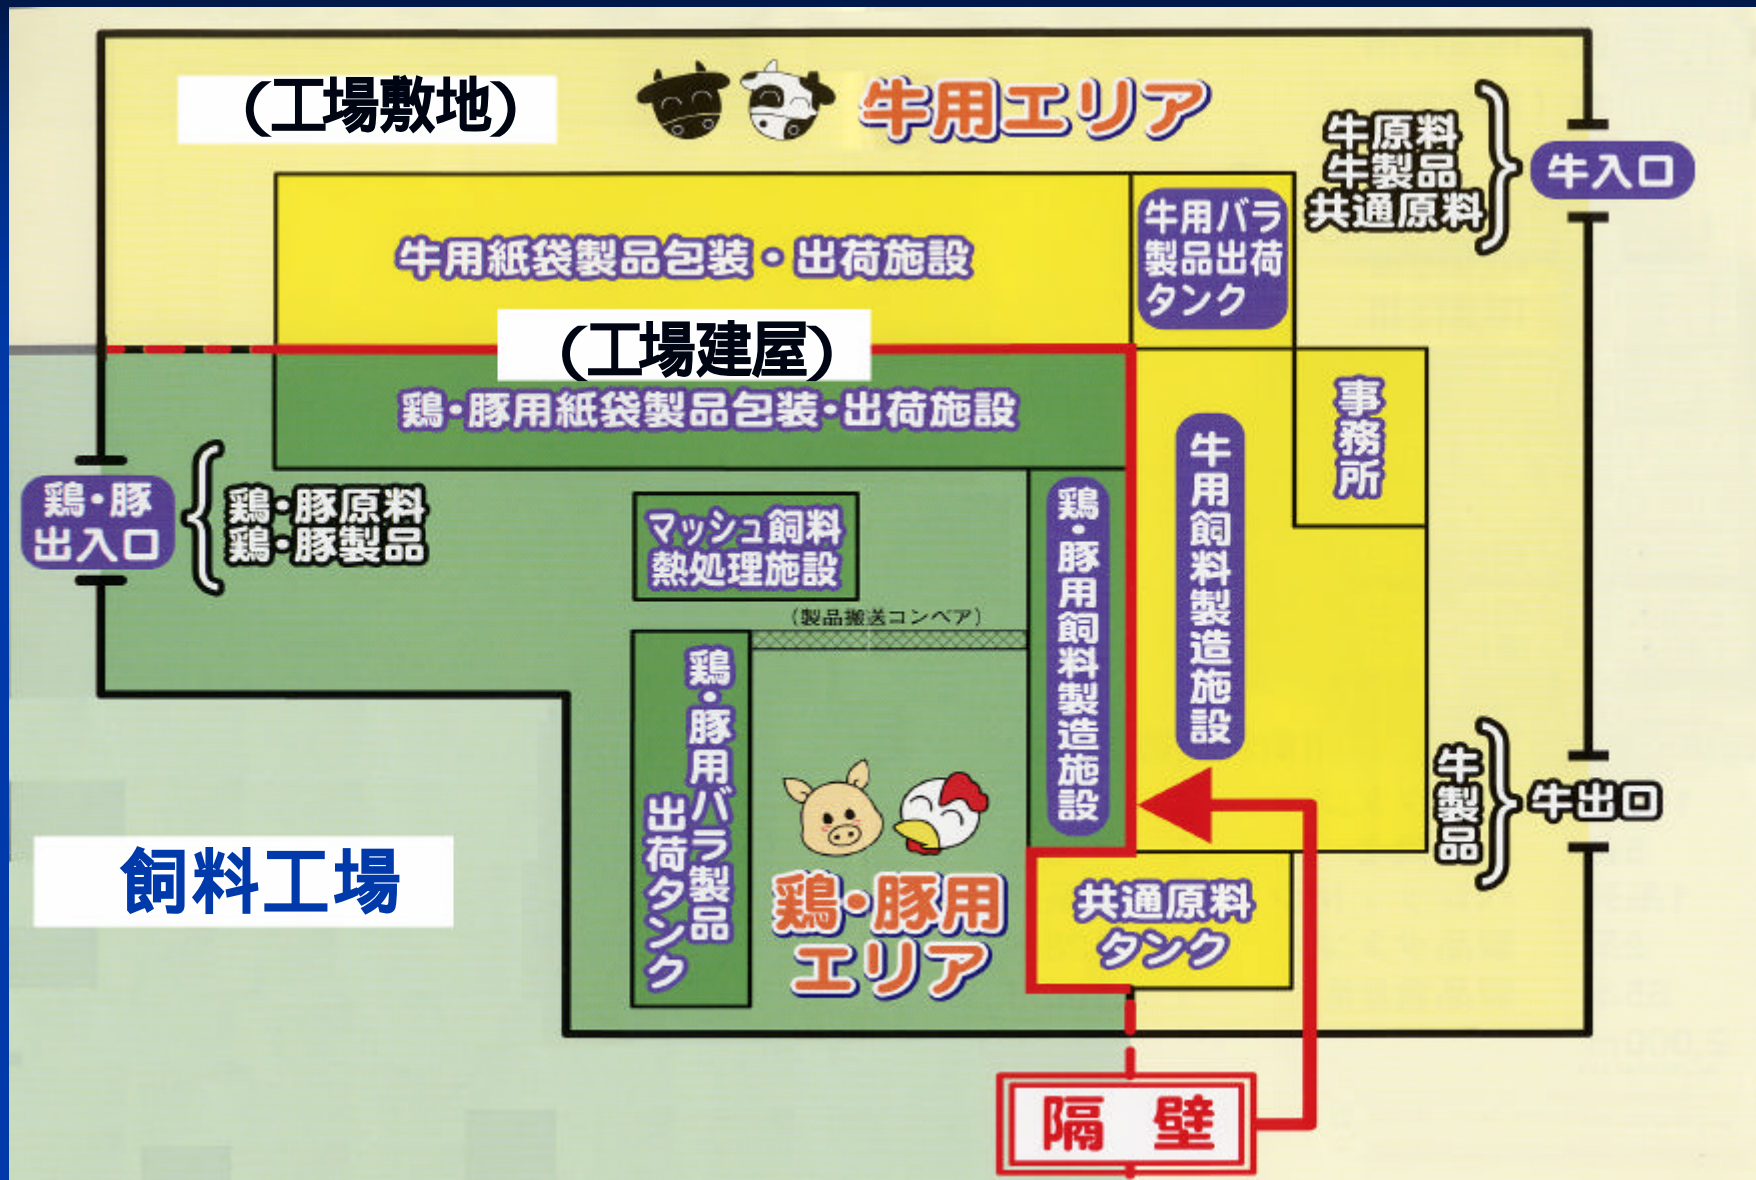 (工場敷地)
牛用エリア
牛原料
牛製品
共通原料
牛入口
牛用紙袋製品包装・出荷施設
牛用バラ
製品出荷
タンク
(工場建屋)
鶏・豚用紙袋製品包装・出荷施設
事務所
鶏・豚
出入口
鶏・豚原料
鶏・豚製品
マッシュ飼料
熱処理施設
(製品搬送コンベア)
鶏・豚用飼料製造施設
牛用飼料製造施設
鶏・豚用バラ製品
出荷タンク
牛製品
牛出口
飼料工場
鶏・豚用
エリア
共通原料
タンク
隔 壁